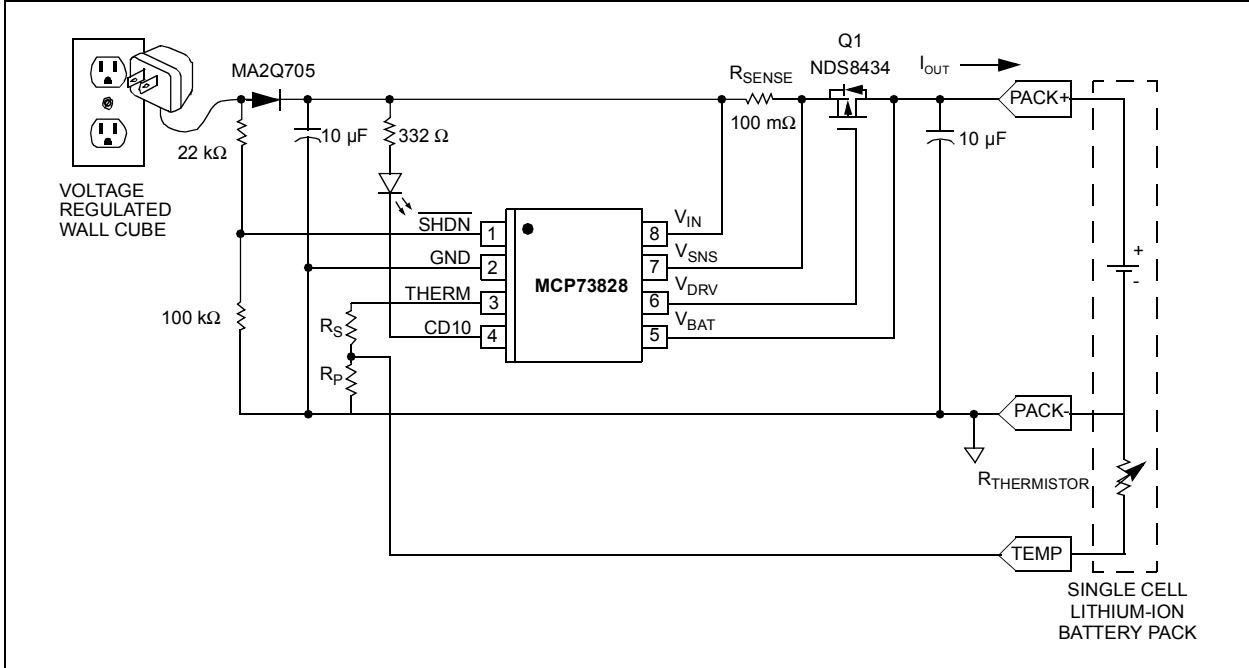 Q1
NDS8434
MA2Q705
R_SENSE
I_OUT
PACK+
100 mΩ
10 µF
332 Ω
10 µF
22 kΩ
VOLTAGE
REGULATED
WALL CUBE
S̅H̅D̅N̅
1
8
V_IN
GND
2
7
V_SNS
MCP73828
THERM
3
6
V_DRV
100 kΩ
R_S
CD10
4
5
V_BAT
+
-
R_P
PACK-
R_THERMISTOR
TEMP
SINGLE CELL
LITHIUM-ION
BATTERY PACK